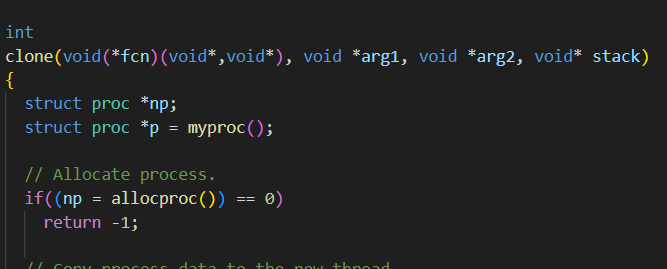 int
clone(void(*fcn)(void*,void*), void *arg1, void *arg2, void* stack)
{
  struct proc *np;
  struct proc *p = myproc();
  // Allocate process.
  if((np = allocproc()) == 0)
    return -1;
  // Copy process data to the new thread